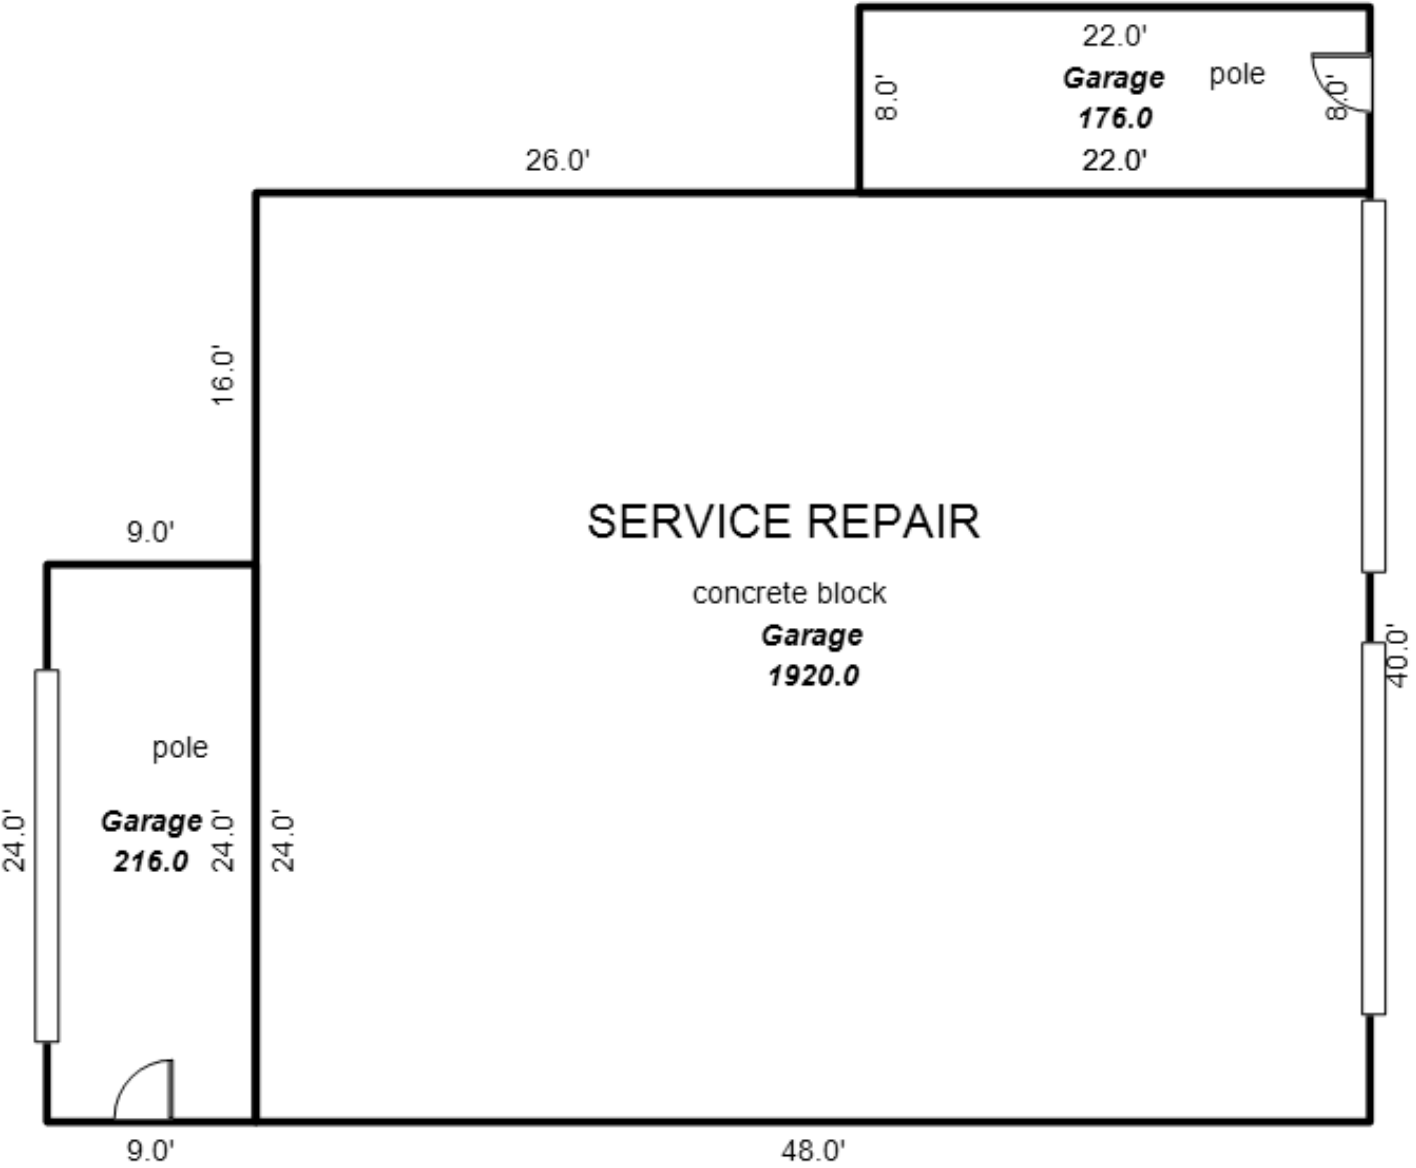 22.0'
Garage pole
8.0'
8.0'
176.0
22.0'
26.0'
16.0'
9.0'
SERVICE REPAIR
concrete block
Garage
1920.0
40.0'
pole
Garage
216.0
24.0'
24.0'
24.0'
9.0'
48.0'